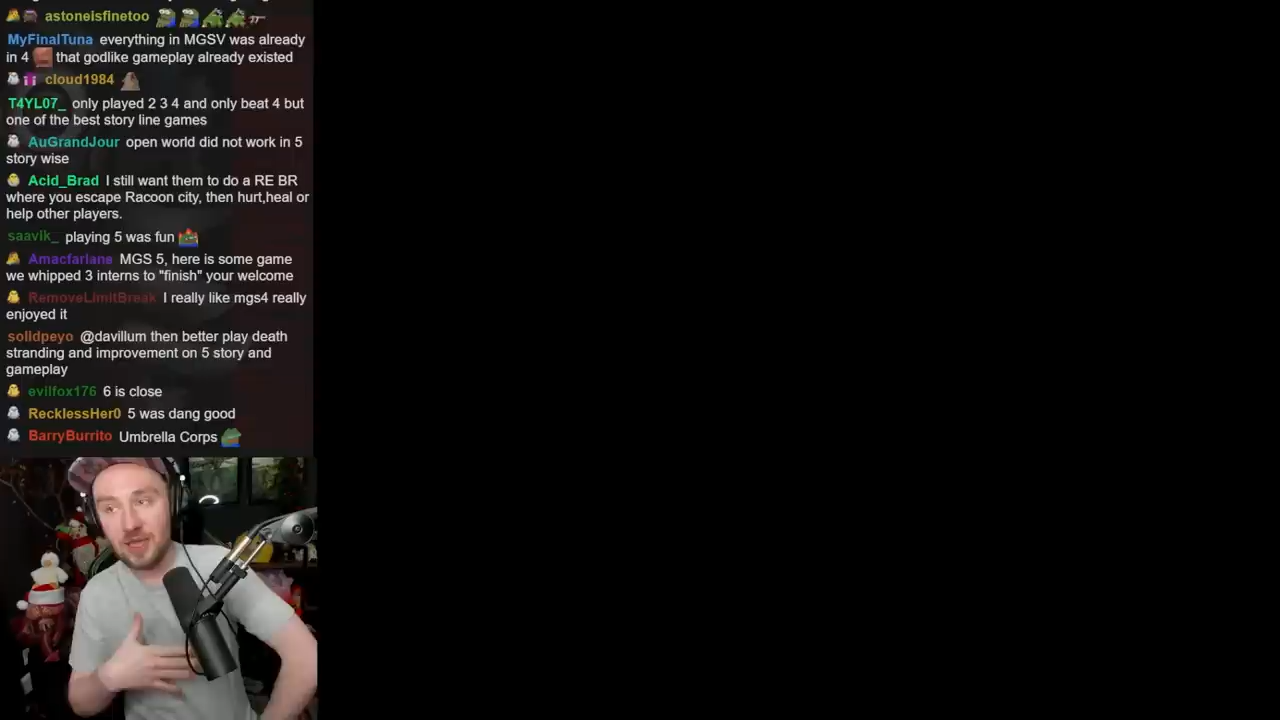 astoneisfinetoo
MyFinalTuna everything in MGSV was already
in 4 that godlike gameplay already existed
cloud1984
T4YL07_ only played 2 3 4 and only beat 4 but
one of the best story line games
AuGrandJour open world did not work in 5
story wise
Acid_Brad I still want them to do a RE BR
where you escape Racoon city, then hurt,heal or
help other players.
saavik_ playing 5 was fun
Amacfarlane MGS 5, here is some game
we whipped 3 interns to "finish" your welcome
RemoveLimitBreak I really like mgs4 really
enjoyed it
solidpeyo @davillum then better play death
stranding and improvement on 5 story and
gameplay
evilfox176 6 is close
RecklessHer0 5 was dang good
BarryBurrito Umbrella Corps